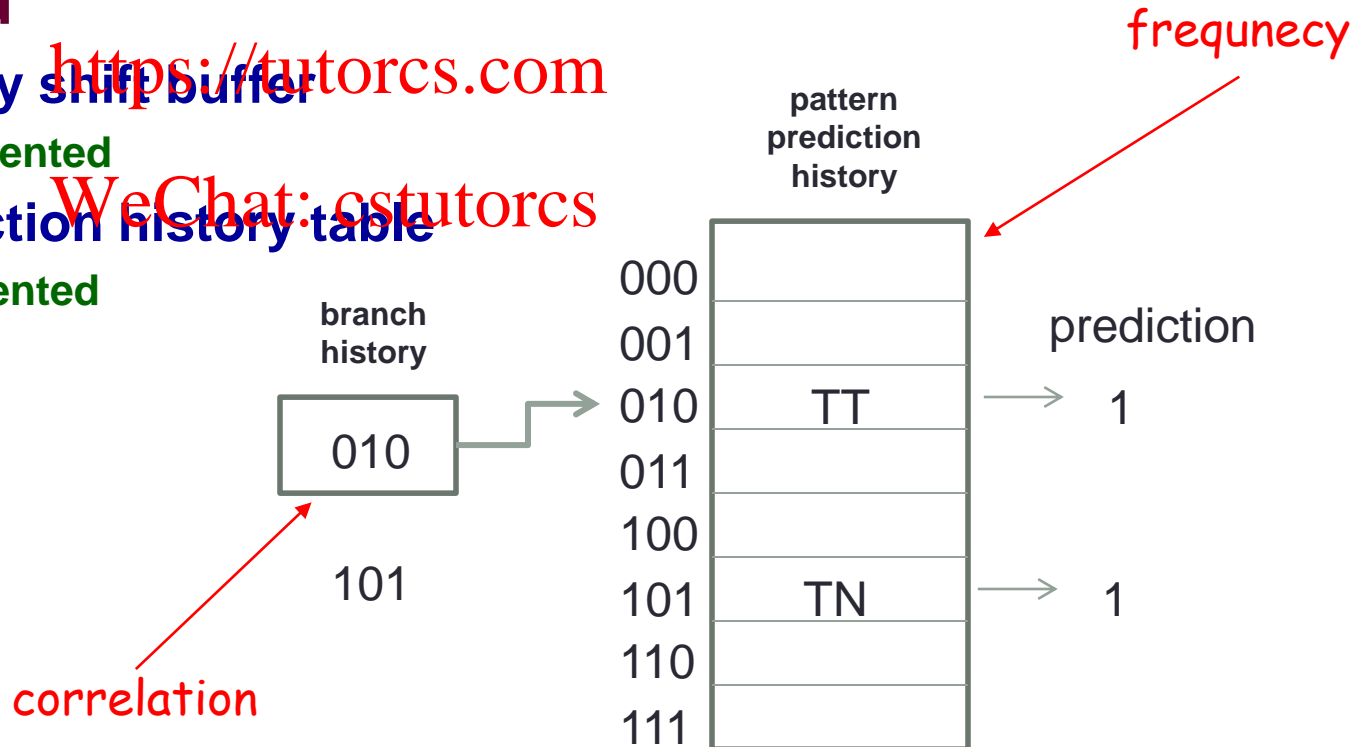 https://tutorcs.com
y shift buffer
ented
WeChat: cstutorcs
ction history table
ented
frequnecy
pattern
prediction
history
branch
history
010
101
correlation
000
001
010 TT
011
100
101 TN
110
111
prediction
1
1